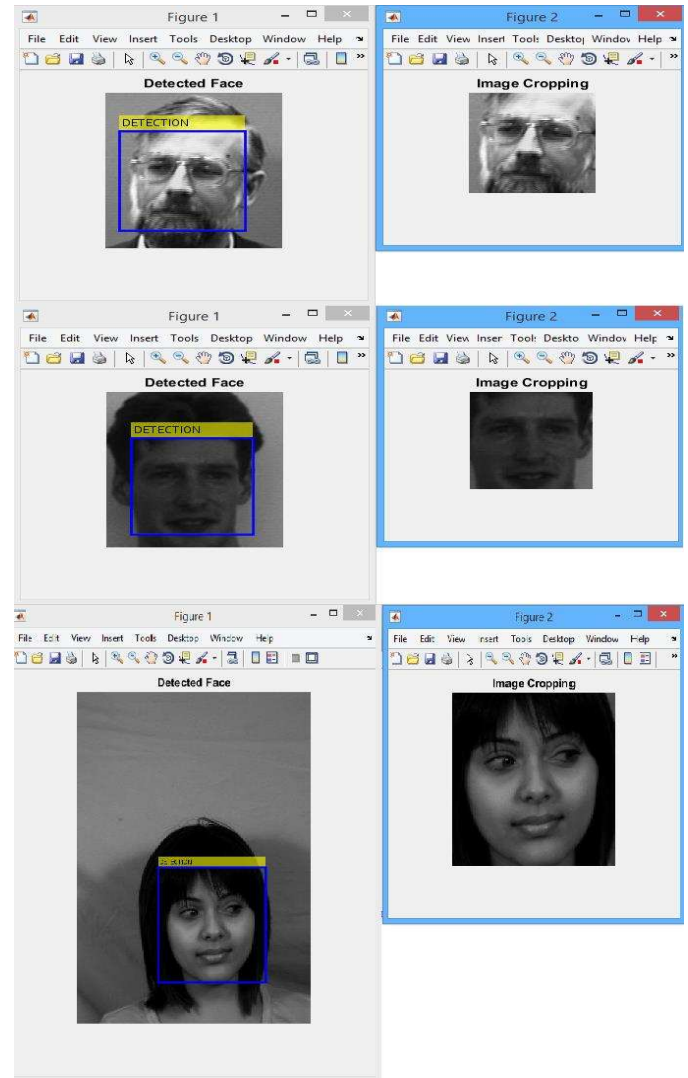 Figure 1
File Edit View Insert Tools Desktop Window Help
Detected Face
DETECTION
Figure 2
File Edit View Insert Tools Desktop Window Help
Image Cropping
Figure 1
File Edit View Insert Tools Desktop Window Help
Detected Face
DETECTION
Figure 2
File Edit View Inser Tools Deskto Window Help
Image Cropping
Figure 1
File Edit View Insert Tools Desktop Window Help
Detected Face
Figure 2
File Edit View Insert Tools Desktop Window Help
Image Cropping